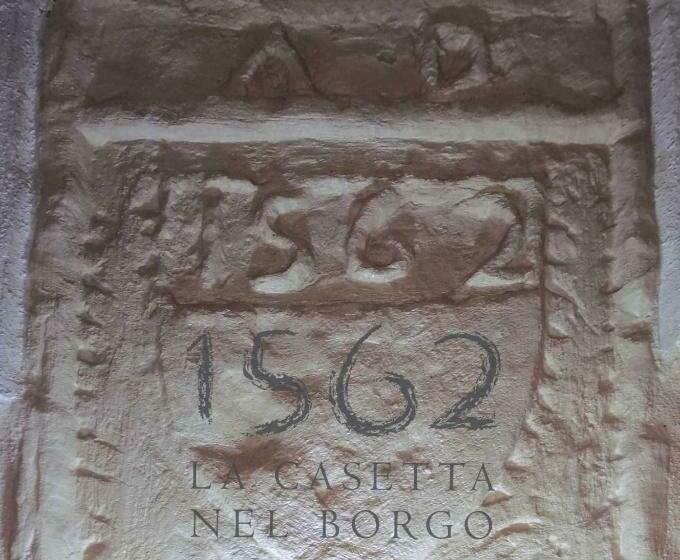 A D
1562
1562
LA CASETTA
NEL BORGO